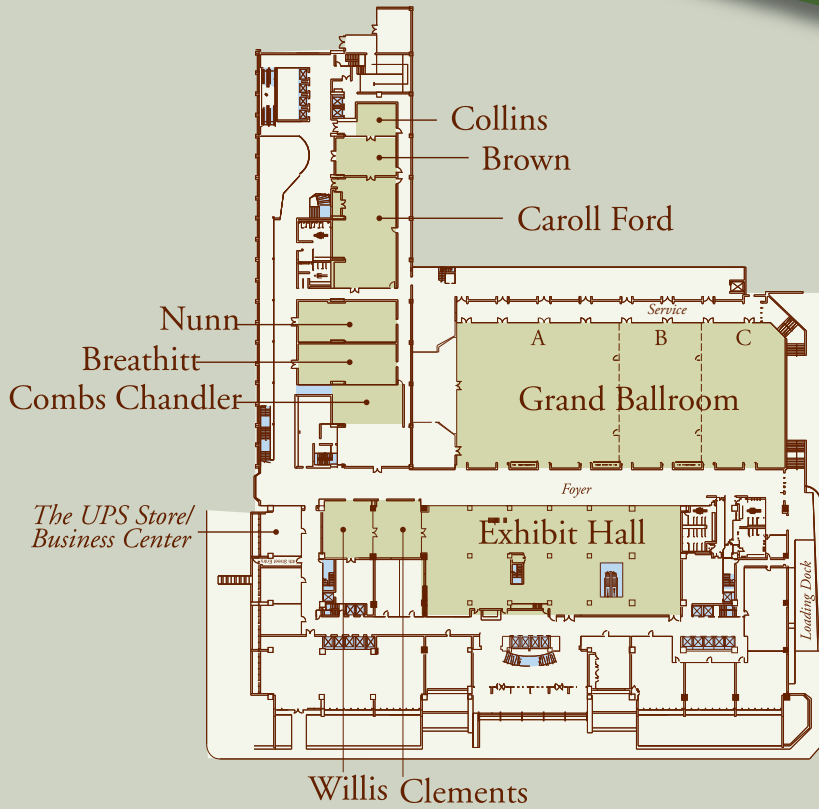 Collins
Brown
Caroll Ford
Nunn
Service
A B C
Breathitt
Combs Chandler
Grand Ballroom
Foyer
The UPS Store/
Business Center
Exhibit Hall
Loading Dock
Willis Clements